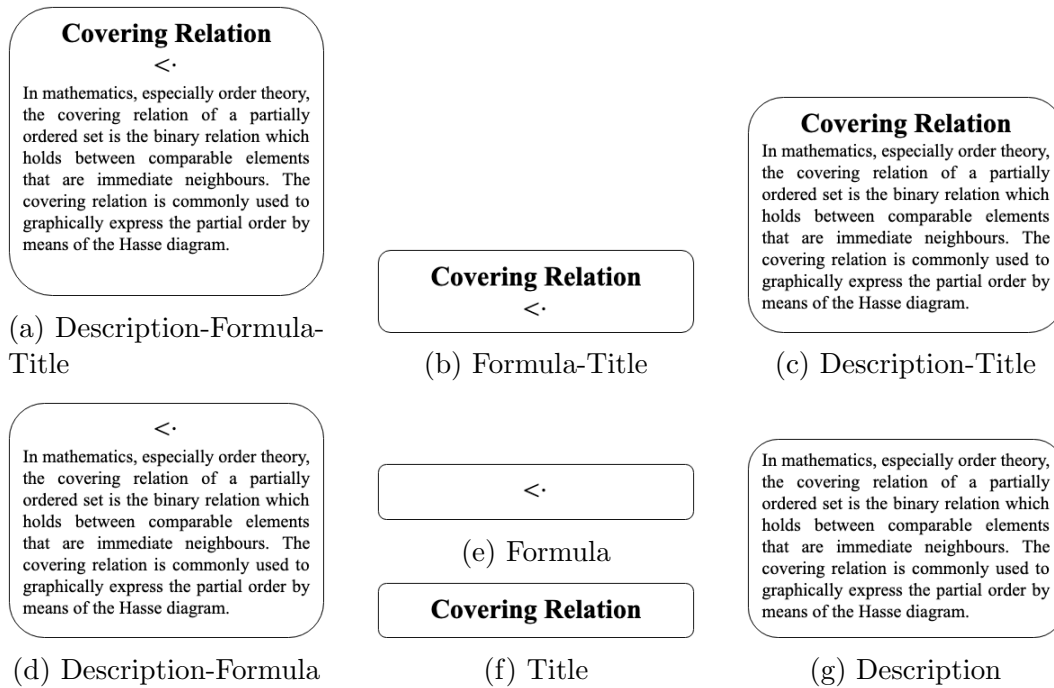 Covering Relation
<·
In mathematics, especially order theory,
the covering relation of a partially
ordered set is the binary relation which
holds between comparable elements
that are immediate neighbours. The
covering relation is commonly used to
graphically express the partial order by
means of the Hasse diagram.
(a) Description-Formula-
Title
Covering Relation
<·
(b) Formula-Title
Covering Relation
In mathematics, especially order theory,
the covering relation of a partially
ordered set is the binary relation which
holds between comparable elements
that are immediate neighbours. The
covering relation is commonly used to
graphically express the partial order by
means of the Hasse diagram.
(c) Description-Title
<·
In mathematics, especially order theory,
the covering relation of a partially
ordered set is the binary relation which
holds between comparable elements
that are immediate neighbours. The
covering relation is commonly used to
graphically express the partial order by
means of the Hasse diagram.
(d) Description-Formula
<·
(e) Formula
Covering Relation
(f) Title
In mathematics, especially order theory,
the covering relation of a partially
ordered set is the binary relation which
holds between comparable elements
that are immediate neighbours. The
covering relation is commonly used to
graphically express the partial order by
means of the Hasse diagram.
(g) Description